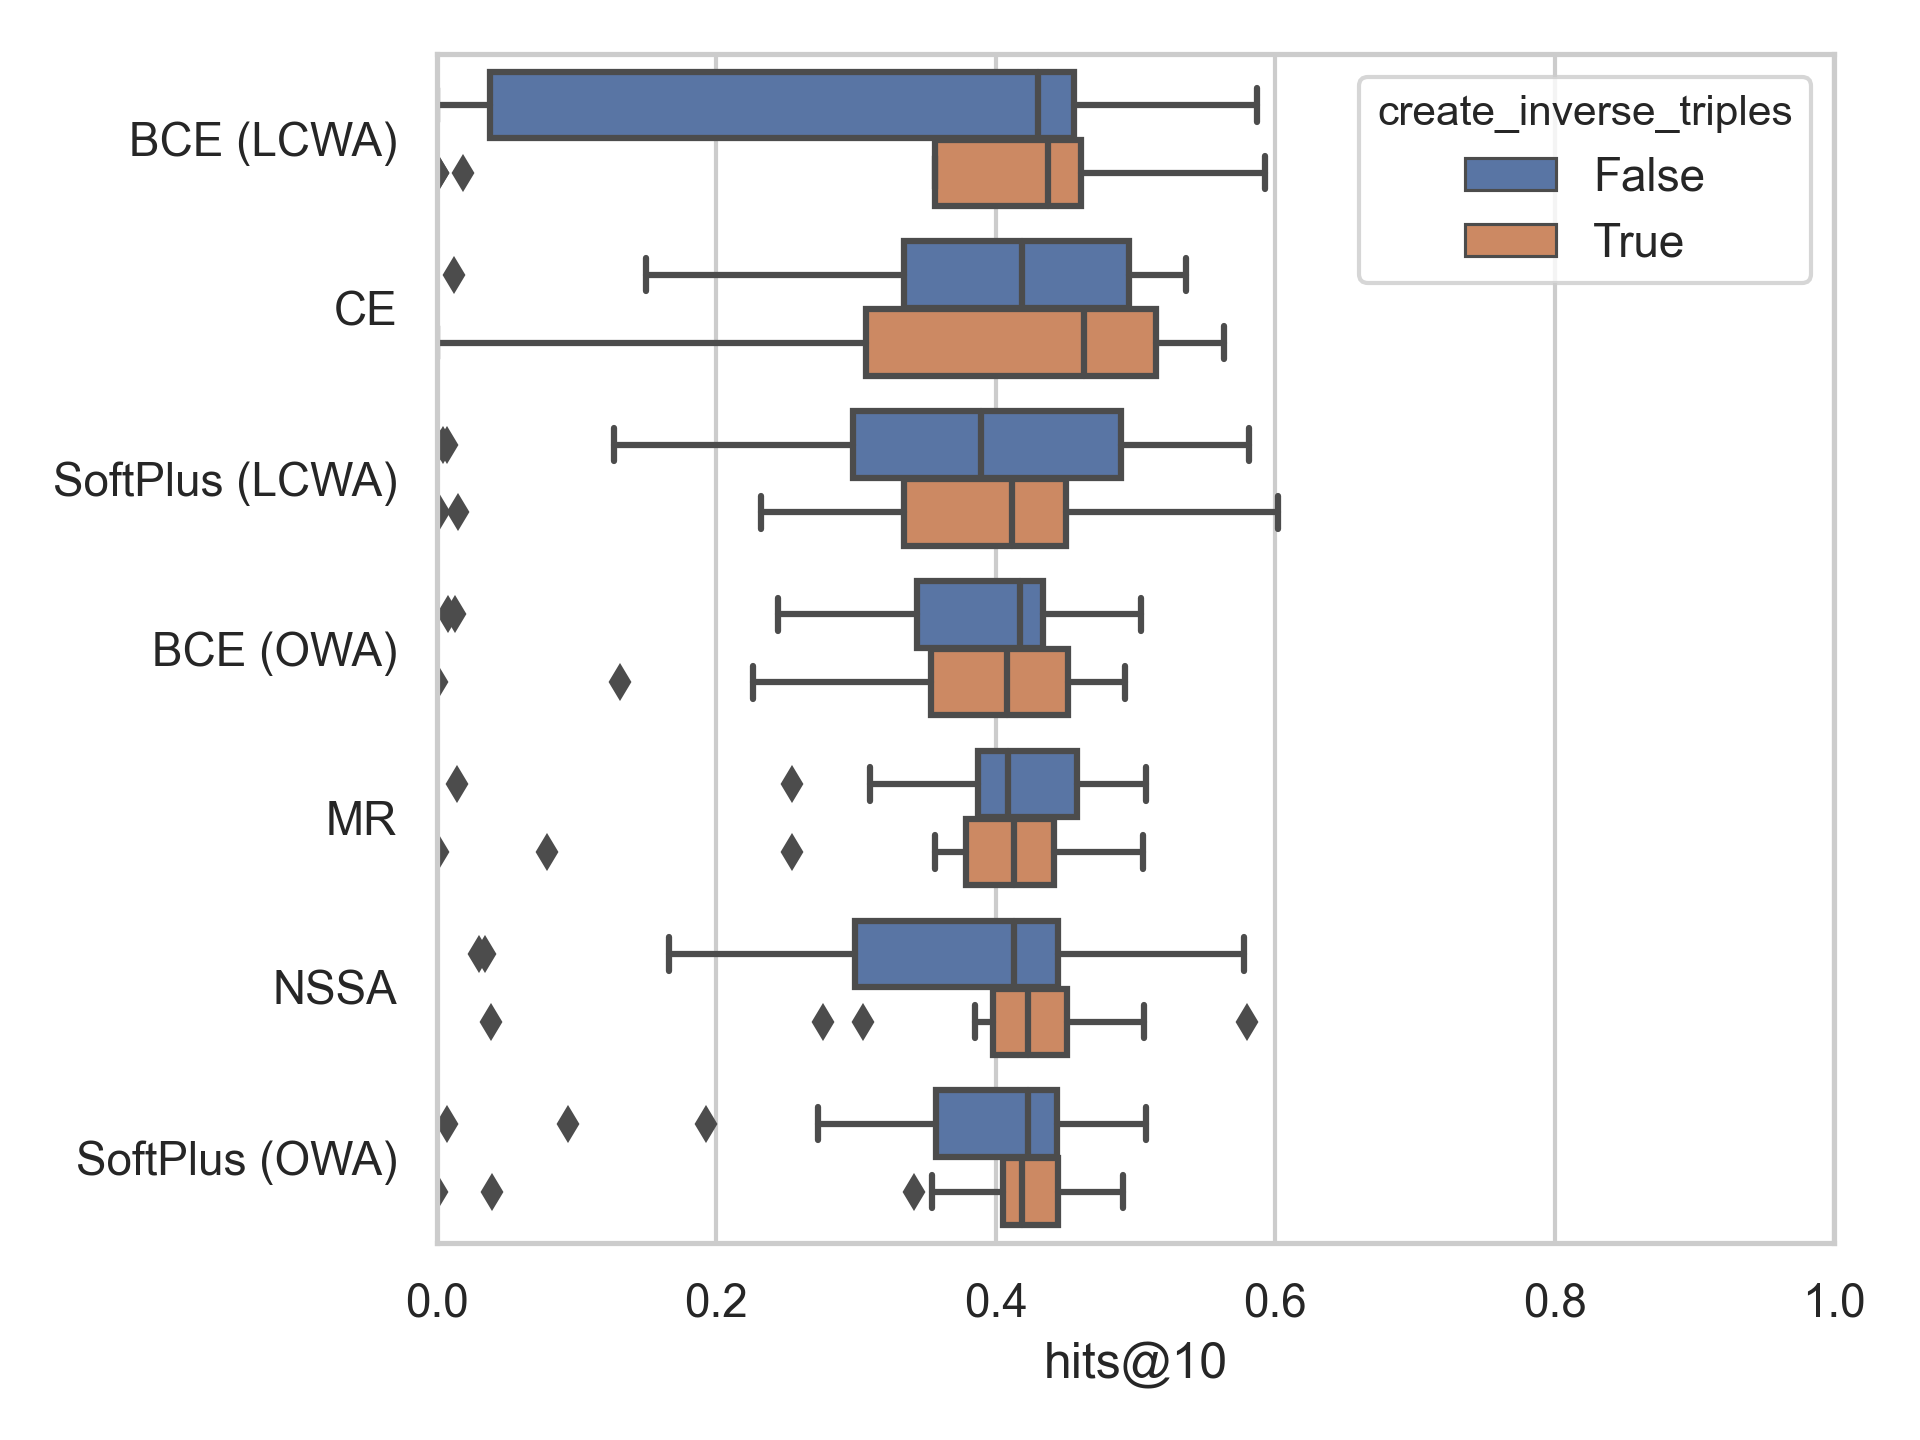 create_inverse_triples
False
True
BCE (LCWA)
CE
SoftPlus (LCWA)
BCE (OWA)
MR
NSSA
SoftPlus (OWA)
0.0 0.2 0.4 0.6 0.8 1.0
hits@10